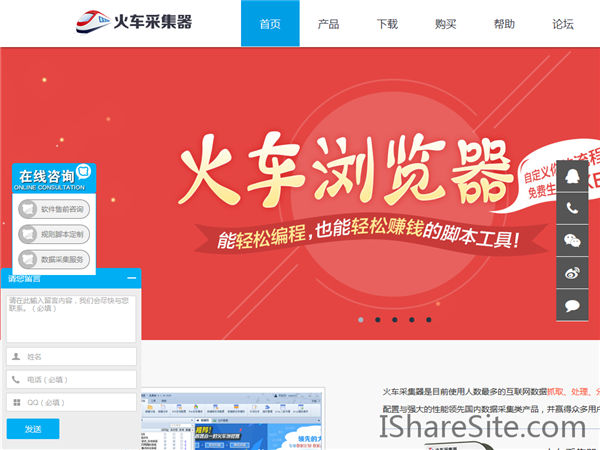 火车采集器
首页 产品 下载 购买 帮助 论坛
火车浏览器
自定义你
免费生
能轻松编程,也能轻松赚钱的脚本工具!
在线咨询
ONLINE CONSULTATION
软件售前咨询
规则脚本定制
数据采集服务
请您留言
请在此输入留言内容,我们会尽快与您
联系。(必填)
姓名
电话(必填)
QQ(必填)
发送
火车采集器是目前使用人数最多的互联网数据抓取、处理、分
配置与强大的性能领先国内数据采集类产品,并赢得众多用户
IShareSite.com